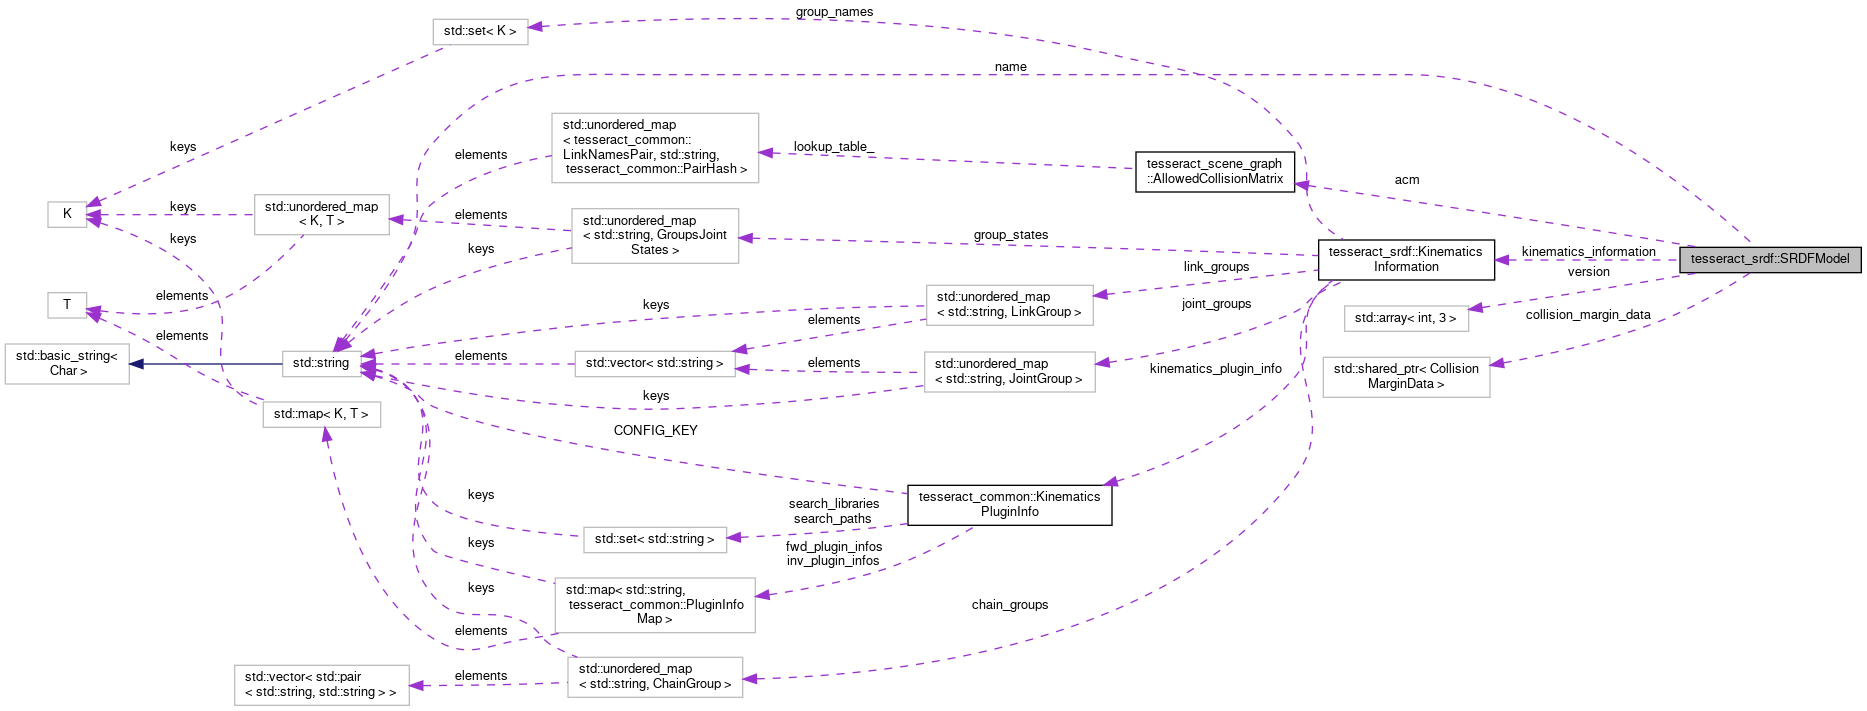 group_names
std::set< K >
name
std::unordered_map
< tesseract_common::
LinkNamesPair, std::string,
tesseract_common::PairHash >
keys
elements
lookup_table_
tesseract_scene_graph
::AllowedCollisionMatrix
acm
K
keys
std::unordered_map
< K, T >
elements
std::unordered_map
< std::string, GroupsJoint
States >
keys
keys
group_states
tesseract_srdf::Kinematics
Information
kinematics_information
tesseract_srdf::SRDFModel
version
link_groups
T
elements
keys
std::unordered_map
< std::string, LinkGroup >
joint_groups
std::array< int, 3 >
collision_margin_data
elements
elements
std::basic_string<
Char >
std::string
elements
std::vector< std::string >
elements
std::unordered_map
< std::string, JointGroup >
kinematics_plugin_info
std::shared_ptr< Collision
MarginData >
keys
std::map< K, T >
CONFIG_KEY
keys
search_libraries
search_paths
tesseract_common::Kinematics
PluginInfo
std::set< std::string >
keys
fwd_plugin_infos
inv_plugin_infos
keys
std::map< std::string,
tesseract_common::PluginInfo
Map >
chain_groups
elements
std::vector< std::pair
< std::string, std::string > >
elements
std::unordered_map
< std::string, ChainGroup >